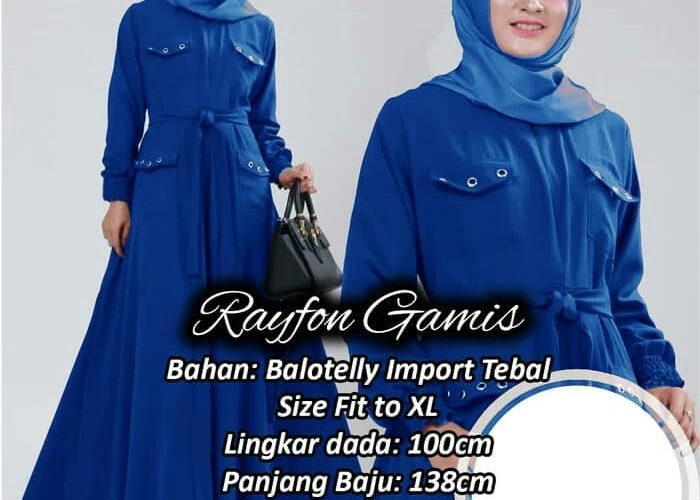 Rayfon Gamis
Bahan: Balotelly Import Tebal
Size Fit to XL
Lingkar dada: 100cm
Panjang Baju: 138cm